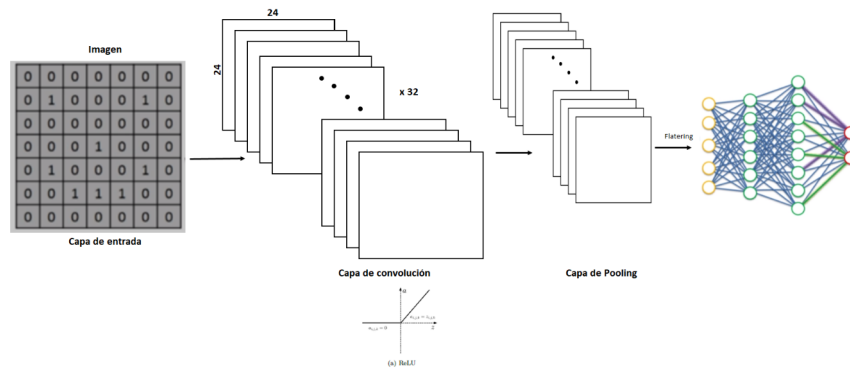 24
Imagen
24
0 0 0 0 0 0 0
0 1 0 0 0 1 0
0 0 0 0 0 0 0
0 0 0 1 0 0 0
0 1 0 0 0 1 0
0 0 1 1 1 0 0
0 0 0 0 0 0 0
x 32
Flatering
Capa de entrada
Capa de convolución
Capa de Pooling
(a) ReLU